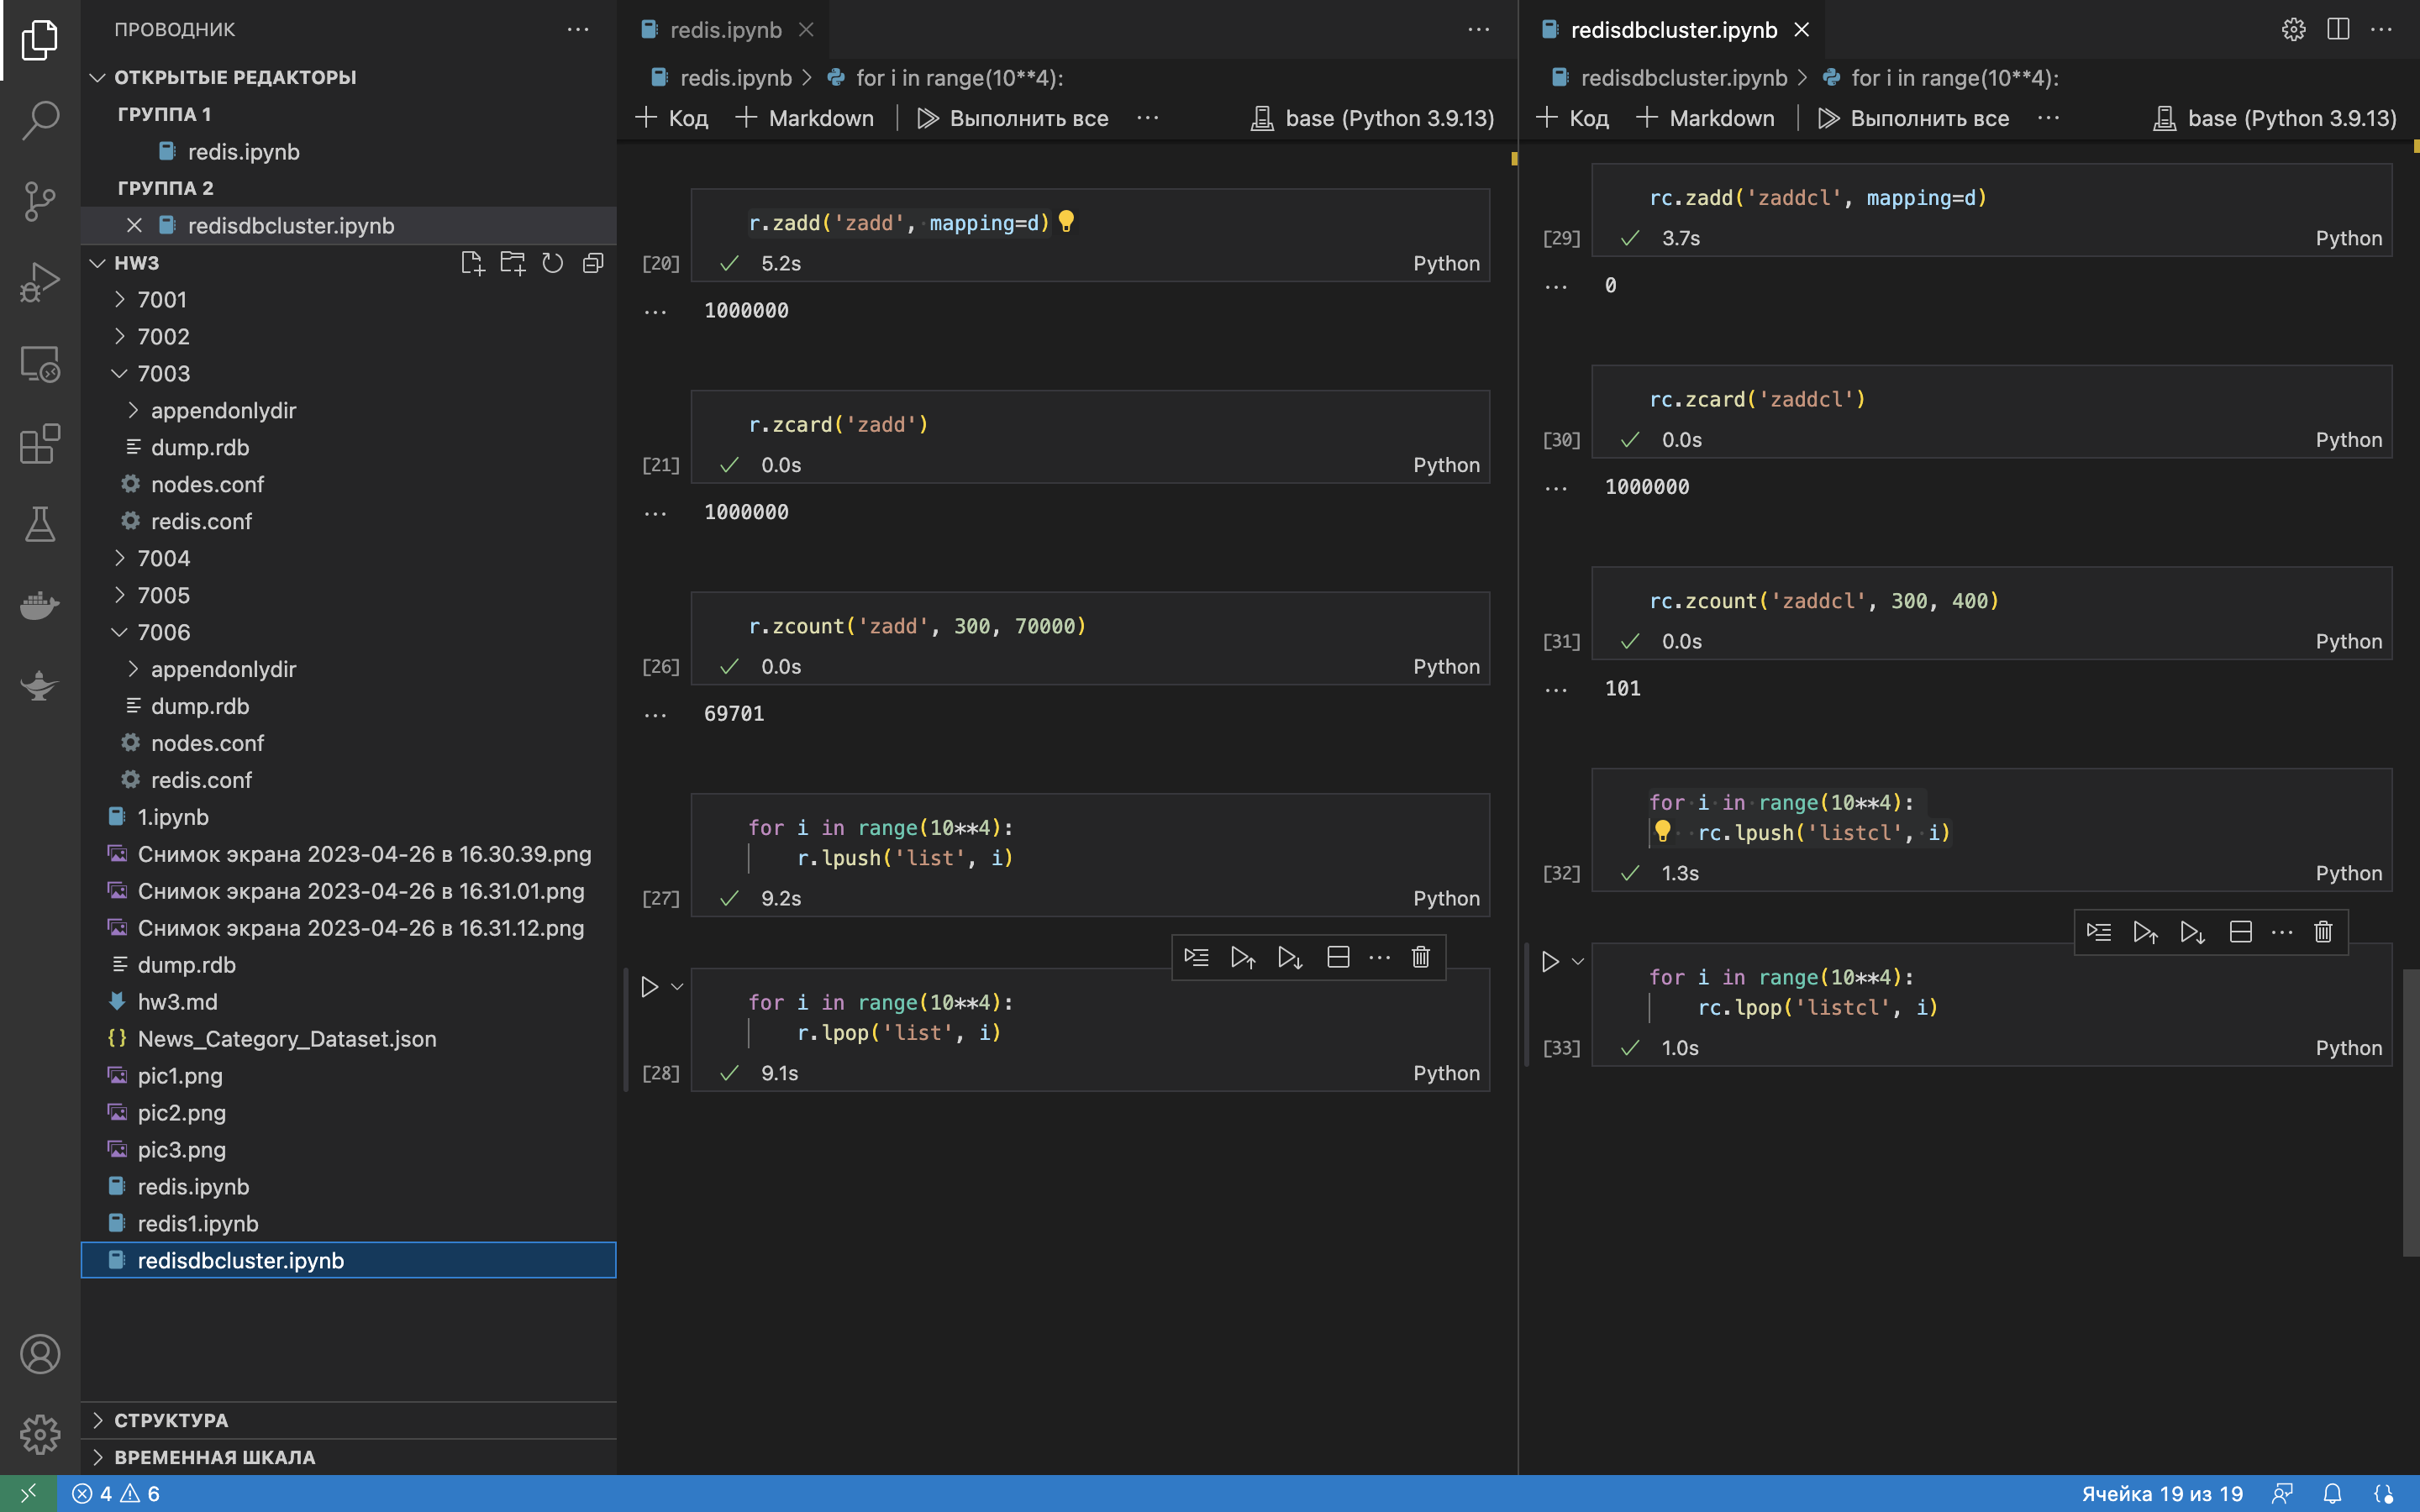 ПРОВОДНИК
ОТКРЫТЫЕ РЕДАКТОРЫ
ГРУППА 1
redis.ipynb
ГРУППА 2
redisdbcluster.ipynb
HW3
7001
7002
7003
appendonlydir
dump.rdb
nodes.conf
redis.conf
7004
7005
7006
appendonlydir
dump.rdb
nodes.conf
redis.conf
1.ipynb
Снимок экрана 2023-04-26 в 16.30.39.png
Снимок экрана 2023-04-26 в 16.31.01.png
Снимок экрана 2023-04-26 в 16.31.12.png
dump.rdb
hw3.md
News_Category_Dataset.json
pic1.png
pic2.png
pic3.png
redis.ipynb
redis1.ipynb
redisdbcluster.ipynb
СТРУКТУРА
ВРЕМЕННАЯ ШКАЛА
redis.ipynb
redis.ipynb > for i in range(10**4):
+ Код + Markdown | Выполнить все ... base (Python 3.9.13)
r.zadd('zadd', mapping=d)
[20] 5.2s Python
... 1000000
r.zcard('zadd')
[21] 0.0s Python
... 1000000
r.zcount('zadd', 300, 70000)
[26] 0.0s Python
... 69701
for i in range(10**4):
r.lpush('list', i)
[27] 9.2s Python
for i in range(10**4):
r.lpop('list', i)
[28] 9.1s Python
redisdbcluster.ipynb
redisdbcluster.ipynb > for i in range(10**4):
+ Код + Markdown | Выполнить все ... base (Python 3.9.13)
rc.zadd('zaddcl', mapping=d)
[29] 3.7s Python
... 0
rc.zcard('zaddcl')
[30] 0.0s Python
... 1000000
rc.zcount('zaddcl', 300, 400)
[31] 0.0s Python
... 101
for i in range(10**4):
rc.lpush('listcl', i)
[32] 1.3s Python
for i in range(10**4):
rc.lpop('listcl', i)
[33] 1.0s Python
4 6
Ячейка 19 из 19